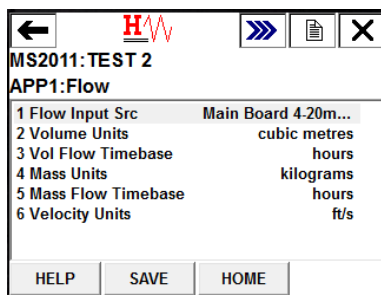 MS2011:TEST 2
APP1:Flow
1 Flow Input Src Main Board 4-20m...
2 Volume Units cubic metres
3 Vol Flow Timebase hours
4 Mass Units kilograms
5 Mass Flow Timebase hours
6 Velocity Units ft/s
HELP SAVE HOME